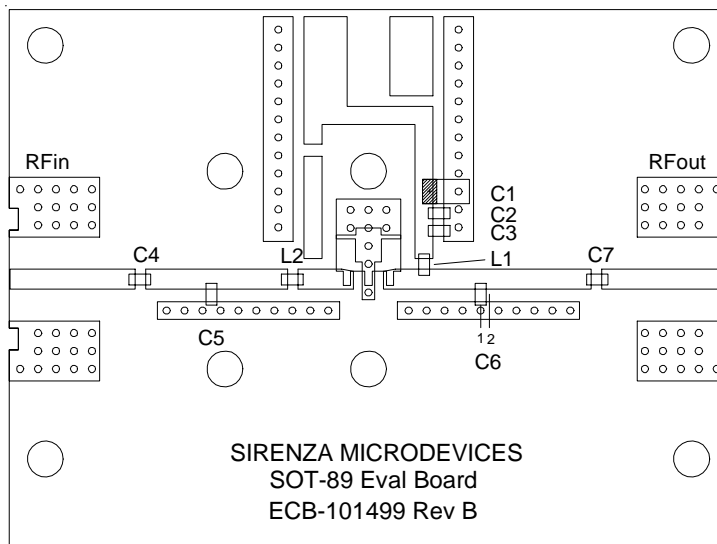 RFin
RFout
C1
C2
C3
C4
L2
L1
C7
C5
1 2
C6
SIRENZA MICRODEVICES
SOT-89 Eval Board
ECB-101499 Rev B